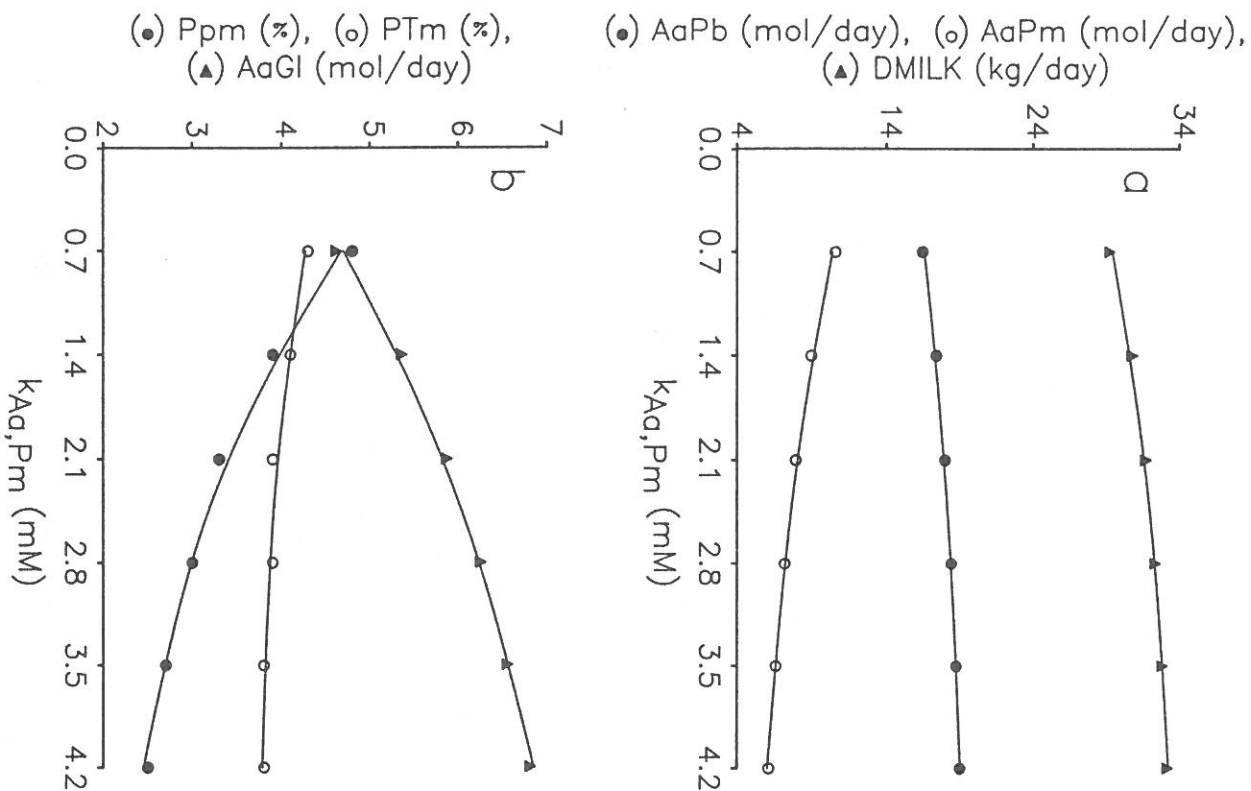 (●) Ppm (%), (○) PTm (%),
(▲) AaGl (mol/day)
2 3 4 5 6 7
b
0.0 0.7 1.4 2.1 2.8 3.5 4.2
kAa,Pm (mM)
(●) AaPb (mol/day), (○) AaPm (mol/day),
(▲) DMILK (kg/day)
4 14 24 34
a
0.0 0.7 1.4 2.1 2.8 3.5 4.2
kAa,Pm (mM)